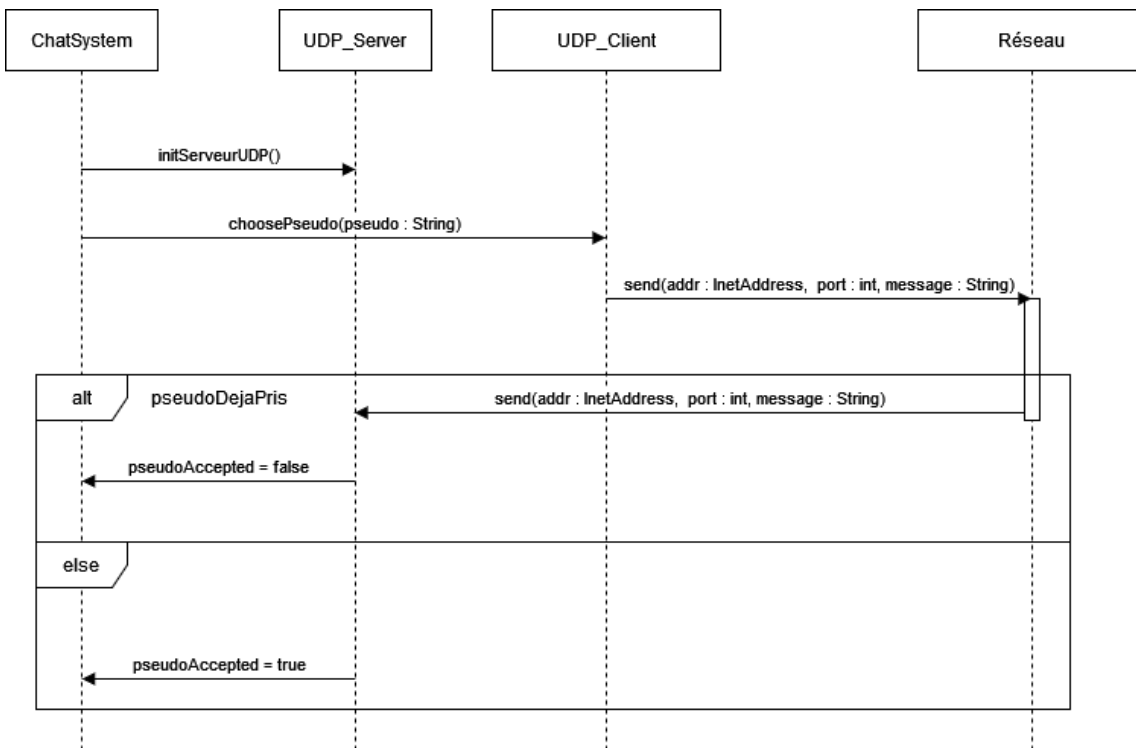 ChatSystem
UDP_Server
UDP_Client
Réseau
initServeurUDP()
choosePseudo(pseudo : String)
send(addr : InetAddress,  port : int, message : String)
alt
pseudoDejaPris
send(addr : InetAddress,  port : int, message : String)
pseudoAccepted = false
else
pseudoAccepted = true